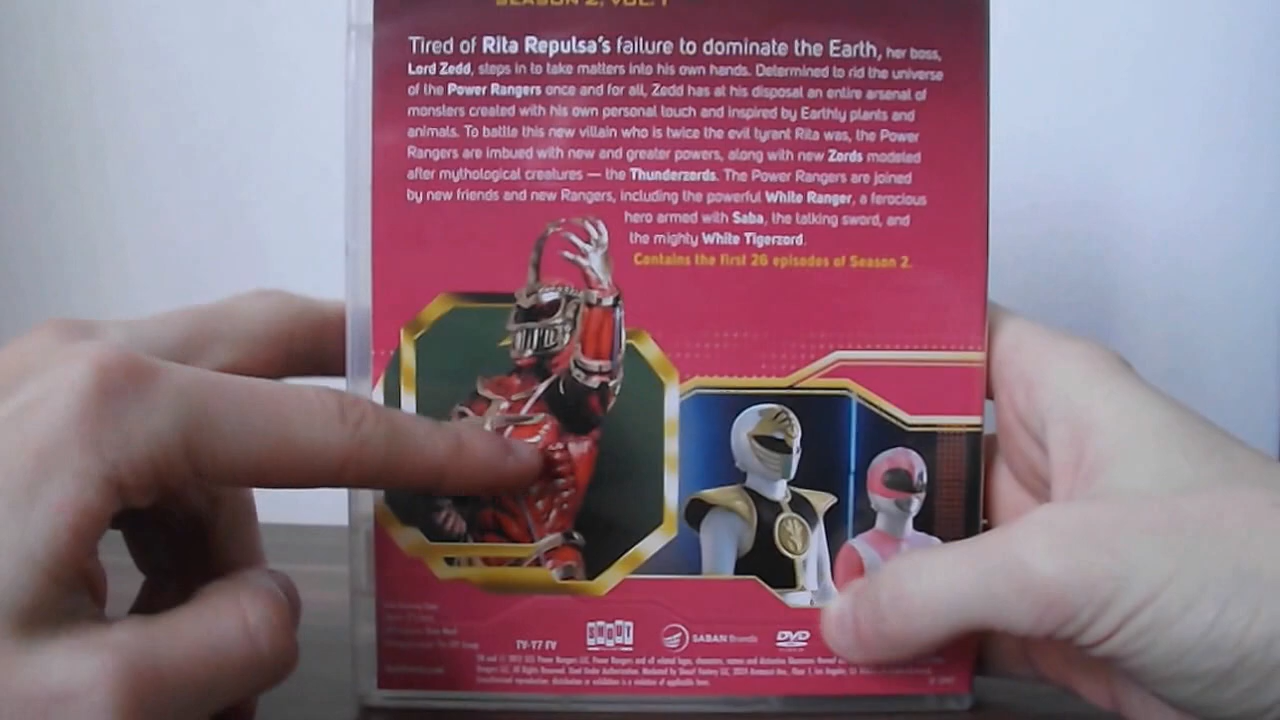 SEASON 2, VOL. 1
Tired of Rita Repulsa's failure to dominate the Earth, her boss,
Lord Zedd, steps in to take matters into his own hands. Determined to rid the universe
of the Power Rangers once and for all, Zedd has at his disposal an entire arsenal of
monsters created with his own personal touch and inspired by Earthly plants and
animals. To battle this new villain who is twice the evil tyrant Rita was, the Power
Rangers are imbued with new and greater powers, along with new Zords modeled
after mythological creatures — the Thunderzords. The Power Rangers are joined
by new friends and new Rangers, including the powerful White Ranger, a ferocious
hero armed with Saba, the talking sword, and
the mighty White Tigerzord.
Contains the first 26 episodes of Season 2.
TV-Y7 FV
SHOUT
SABAN Brands
DVD